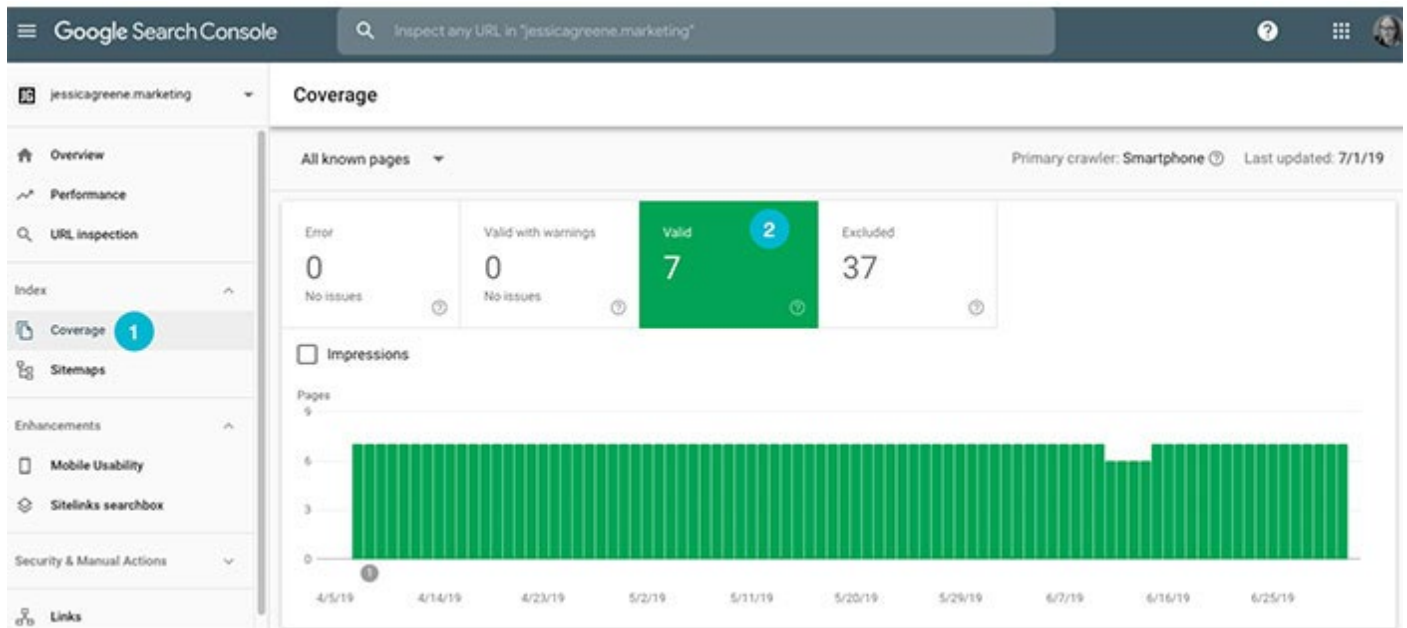 Google Search Console
Inspect any URL in "jessicagreene.marketing"
?
JG jessicagreene.marketing
Coverage
Overview
Performance
URL inspection
Index
Coverage 1
Sitemaps
Enhancements
Mobile Usability
Sitelinks searchbox
Security & Manual Actions
Links
All known pages
Primary crawler: Smartphone ? Last updated: 7/1/19
Error
0
No issues
?
Valid with warnings
0
No issues
?
Valid 2
7
?
Excluded
37
?
Impressions
Pages
9
6
3
0
1
4/5/19 4/14/19 4/23/19 5/2/19 5/11/19 5/20/19 5/29/19 6/7/19 6/16/19 6/25/19